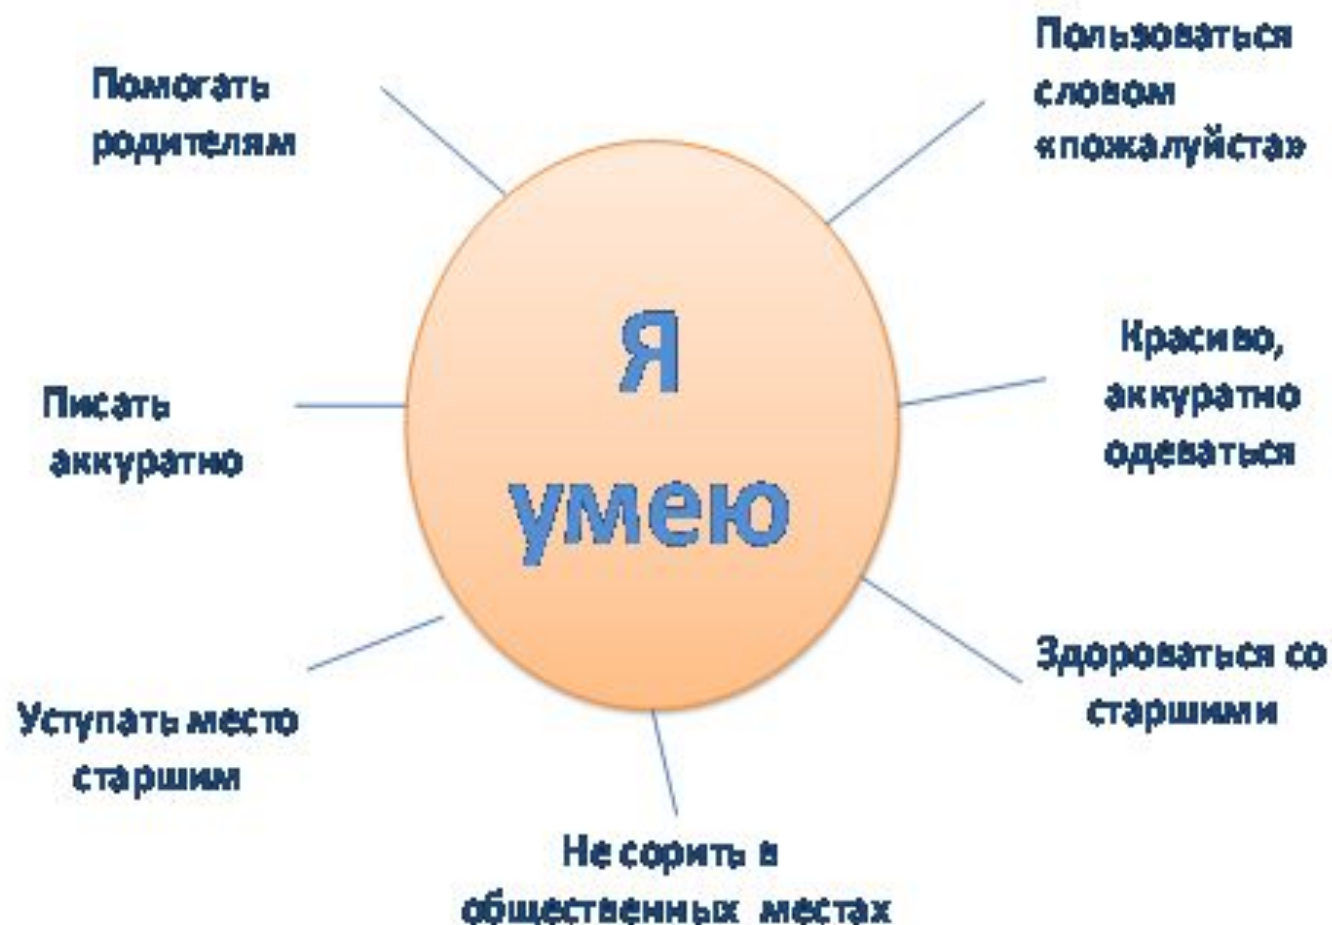 Помогать
родителям
Пользоваться
словом
«пожалуйста»
Я
умею
Красиво,
аккуратно
одеваться
Писать
аккуратно
Здороваться со
старшими
Уступать место
старшим
Не сорить в
общественных местах